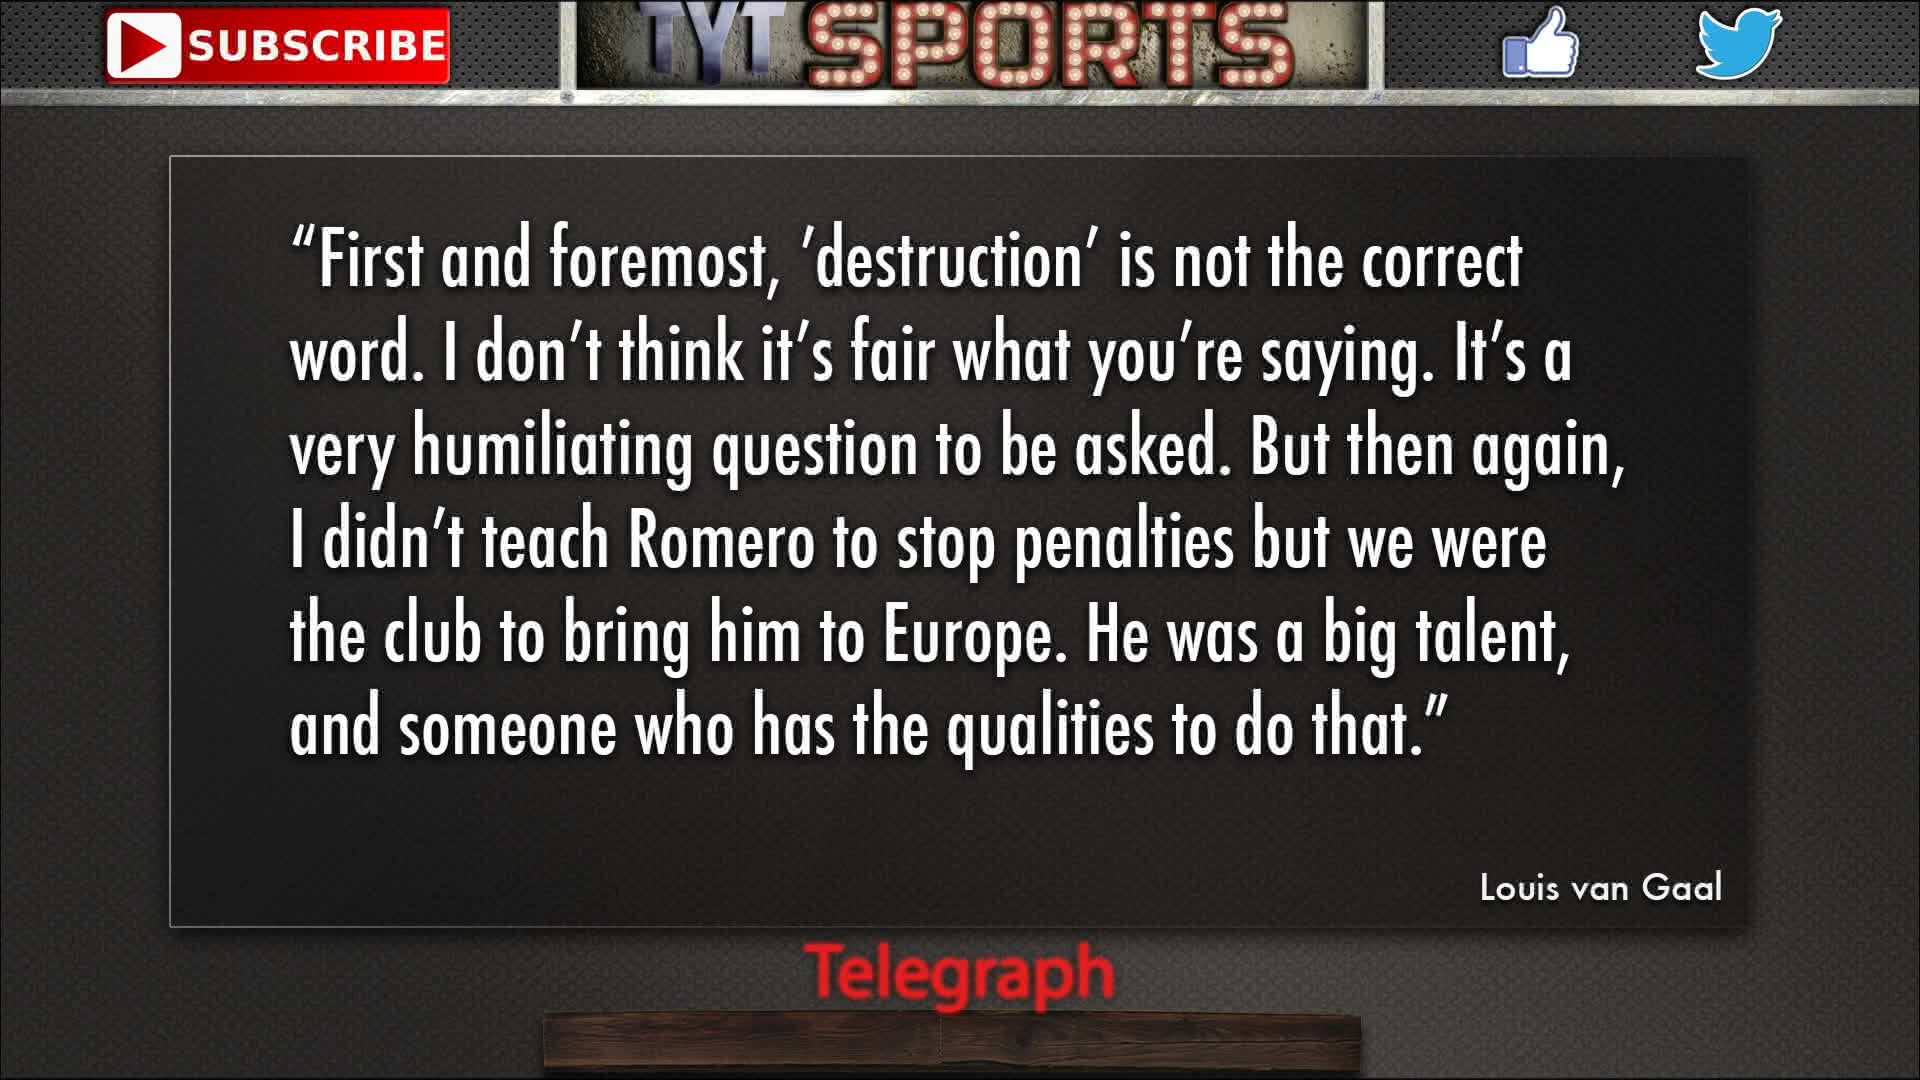 SUBSCRIBE
TYT SPORTS
“First and foremost, ’destruction’ is not the correct
word. I don’t think it’s fair what you’re saying. It’s a
very humiliating question to be asked. But then again,
I didn’t teach Romero to stop penalties but we were
the club to bring him to Europe. He was a big talent,
and someone who has the qualities to do that.”
Louis van Gaal
Telegraph